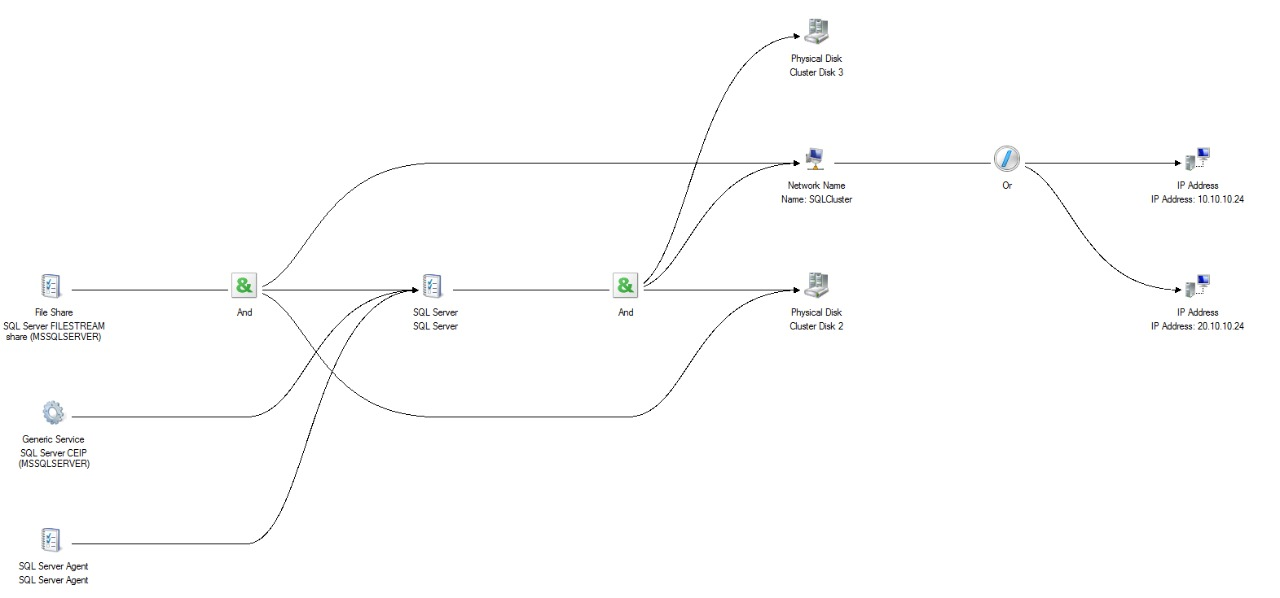 Physical Disk
Cluster Disk 3
Network Name
Name: SQLCluster
Or
IP Address
IP Address: 10.10.10.24
File Share
SQL Server FILESTREAM
share (MSSQLSERVER)
&
And
SQL Server
SQL Server
&
And
Physical Disk
Cluster Disk 2
IP Address
IP Address: 20.10.10.24
Generic Service
SQL Server CEIP
(MSSQLSERVER)
SQL Server Agent
SQL Server Agent